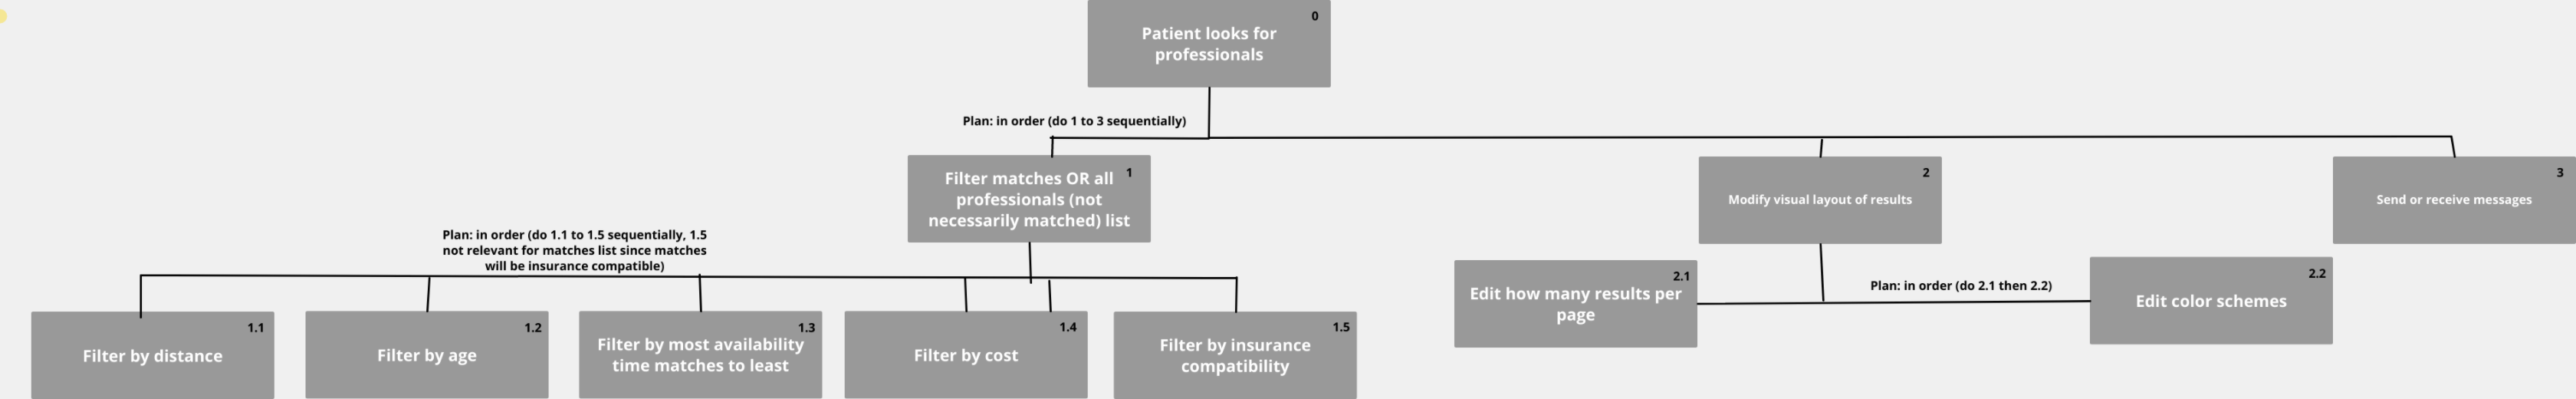 0
Patient looks for
professionals
Plan: in order (do 1 to 3 sequentially)
1
Filter matches OR all
professionals (not
necessarily matched) list
2
Modify visual layout of results
3
Send or receive messages
Plan: in order (do 1.1 to 1.5 sequentially, 1.5
not relevant for matches list since matches
will be insurance compatible)
1.1
Filter by distance
1.2
Filter by age
1.3
Filter by most availability
time matches to least
1.4
Filter by cost
1.5
Filter by insurance
compatibility
2.1
Edit how many results per
page
Plan: in order (do 2.1 then 2.2)
2.2
Edit color schemes